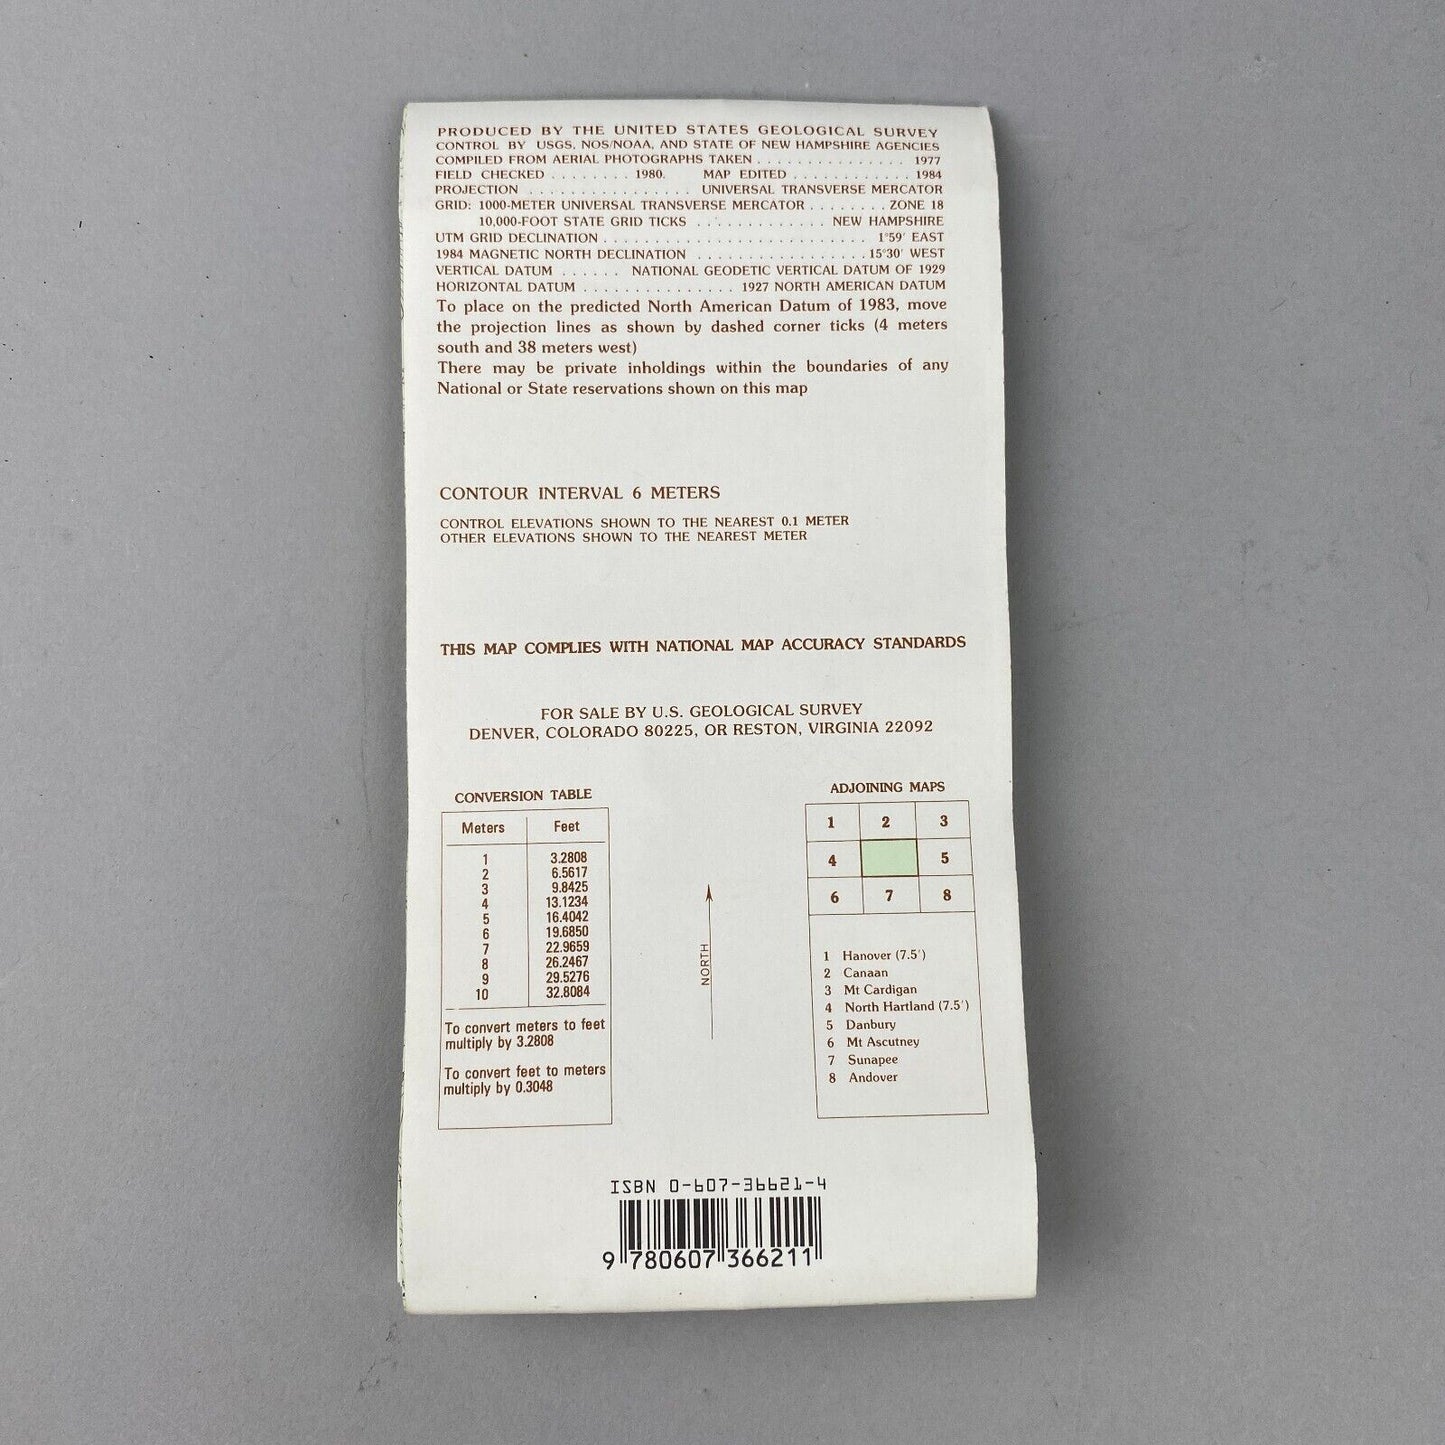 PRODUCED BY THE UNITED STATES GEOLOGICAL SURVEY
CONTROL BY USGS, NOS/NOAA, AND STATE OF NEW HAMPSHIRE AGENCIES
COMPILED FROM AERIAL PHOTOGRAPHS TAKEN . . . . . . . . . . . . . . . 1977
FIELD CHECKED . . . . . . . . 1980. MAP EDITED . . . . . . . . . . . . 1984
PROJECTION . . . . . . . . . . . . . . . . UNIVERSAL TRANSVERSE MERCATOR
GRID: 1000-METER UNIVERSAL TRANSVERSE MERCATOR . . . . . . . . ZONE 18
10,000-FOOT STATE GRID TICKS . . . . . . . . . . . . NEW HAMPSHIRE
UTM GRID DECLINATION . . . . . . . . . . . . . . . . . . . . . . . . . . 1°59' EAST
1984 MAGNETIC NORTH DECLINATION . . . . . . . . . . . . . . . . . 15°30' WEST
VERTICAL DATUM . . . . . . NATIONAL GEODETIC VERTICAL DATUM OF 1929
HORIZONTAL DATUM . . . . . . . . . . . . . . . 1927 NORTH AMERICAN DATUM
To place on the predicted North American Datum of 1983, move
the projection lines as shown by dashed corner ticks (4 meters
south and 38 meters west)
There may be private inholdings within the boundaries of any
National or State reservations shown on this map
CONTOUR INTERVAL 6 METERS
CONTROL ELEVATIONS SHOWN TO THE NEAREST 0.1 METER
OTHER ELEVATIONS SHOWN TO THE NEAREST METER
THIS MAP COMPLIES WITH NATIONAL MAP ACCURACY STANDARDS
FOR SALE BY U.S. GEOLOGICAL SURVEY
DENVER, COLORADO 80225, OR RESTON, VIRGINIA 22092
CONVERSION TABLE
Meters Feet
1 3.2808
2 6.5617
3 9.8425
4 13.1234
5 16.4042
6 19.6850
7 22.9659
8 26.2467
9 29.5276
10 32.8084
To convert meters to feet
multiply by 3.2808
To convert feet to meters
multiply by 0.3048
NORTH
ADJOINING MAPS
1 2 3
4 5
6 7 8
1 Hanover (7.5')
2 Canaan
3 Mt Cardigan
4 North Hartland (7.5')
5 Danbury
6 Mt Ascutney
7 Sunapee
8 Andover
ISBN 0-607-36621-4
9 780607 366211